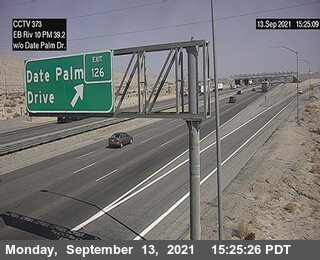 CCTV 373
EB Riv 10 PM 39.2
w/o Date Palm Dr.
13.Sep 2021 15:25:09
EXIT
126
Date Palm
Drive
Monday, September 13, 2021 15:25:26 PDT